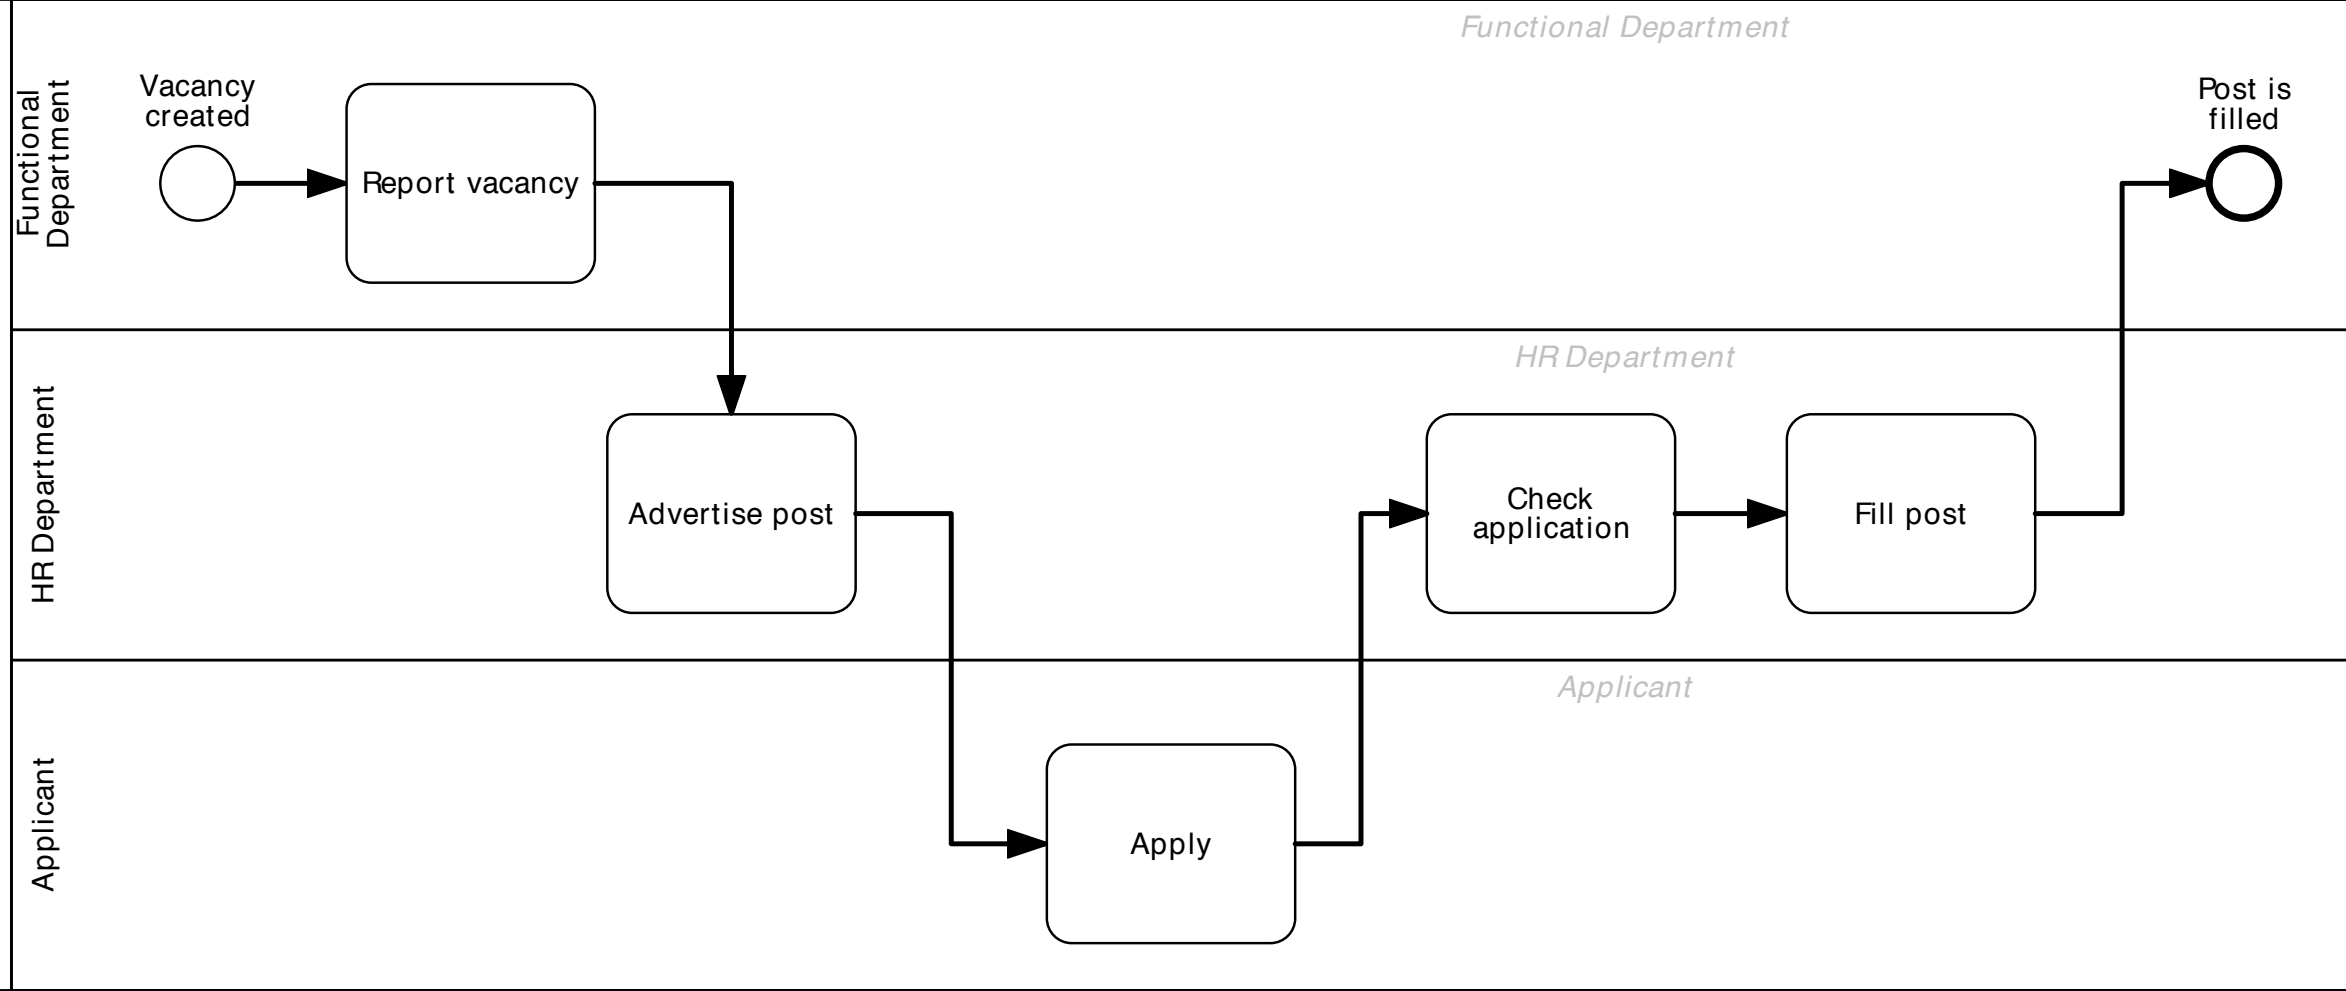 Functional Department
Functional
Department
Vacancy
created
Report vacancy
Post is
filled
HR Department
HR Department
Advertise post
Check
application
Fill post
Applicant
Applicant
Apply